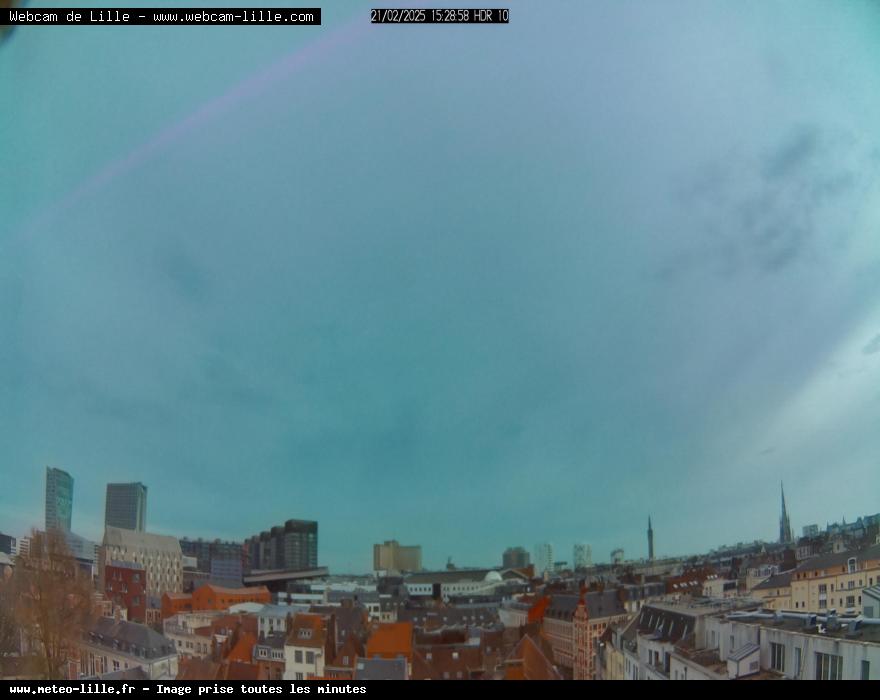 Webcam de Lille - www.webcam-lille.com
21/02/2025 15:28:58 HDR 10
www.meteo-lille.fr - Image prise toutes les minutes